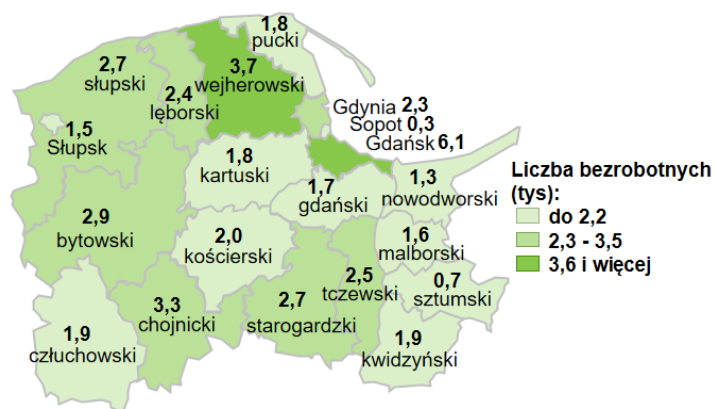 1,8
pucki
2,7
słupski
3,7
wejherowski
2,4
lęborski
Gdynia 2,3
Sopot 0,3
Gdańsk 6,1
1,5
Słupsk
1,8
kartuski
1,7
gdański
1,3
nowodworski
2,9
bytowski
2,0
kościerski
1,6
malborski
2,5
tczewski
0,7
sztumski
3,3
chojnicki
2,7
starogardzki
1,9
człuchowski
1,9
kwidzyński
Liczba bezrobotnych
(tys):
do 2,2
2,3 - 3,5
3,6 i więcej